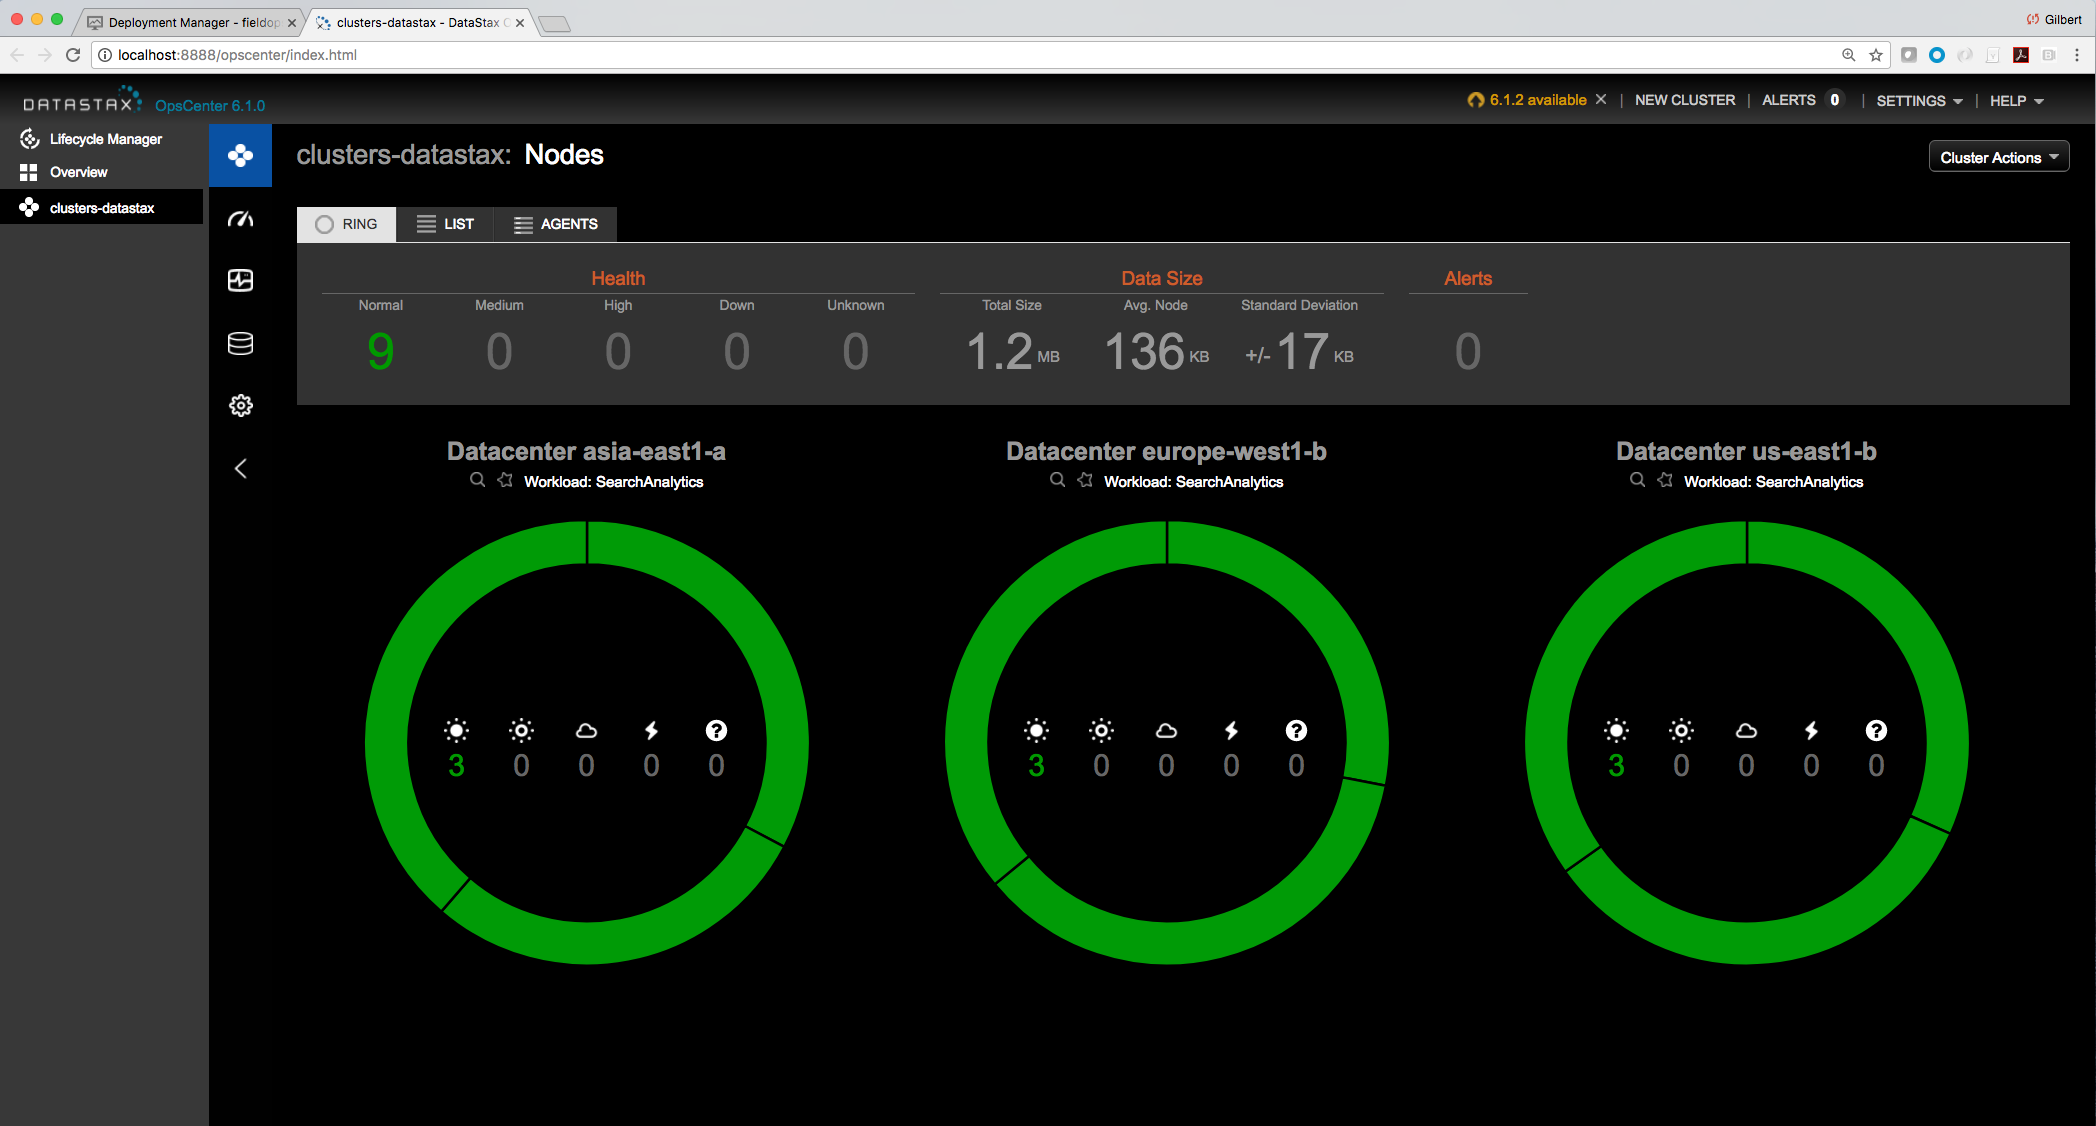 Deployment Manager - fieldop
clusters-datastax - DataStax O
Gilbert
localhost:8888/opscenter/index.html
DATASTAX OpsCenter 6.1.0
6.1.2 available | NEW CLUSTER | ALERTS 0 | SETTINGS | HELP
Lifecycle Manager
Overview
clusters-datastax
clusters-datastax: Nodes
Cluster Actions
RING LIST AGENTS
Health Data Size Alerts
Normal Medium High Down Unknown Total Size Avg. Node Standard Deviation
9 0 0 0 0 1.2 MB 136 KB +/- 17 KB 0
Datacenter asia-east1-a
Workload: SearchAnalytics
3 0 0 0 0
Datacenter europe-west1-b
Workload: SearchAnalytics
3 0 0 0 0
Datacenter us-east1-b
Workload: SearchAnalytics
3 0 0 0 0